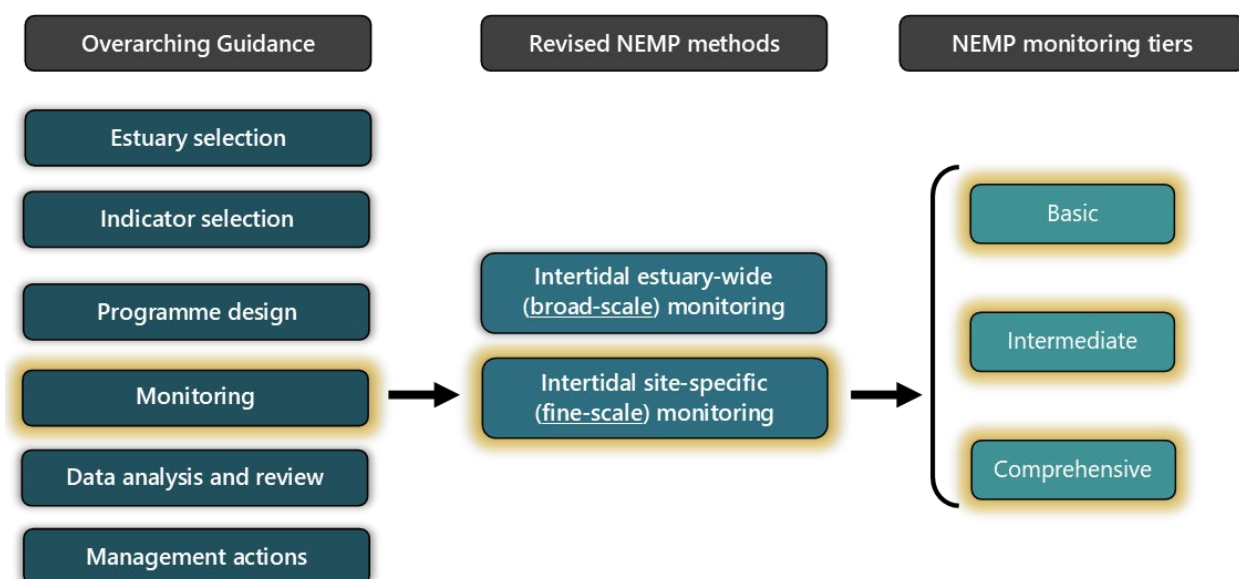 Overarching Guidance
Revised NEMP methods
NEMP monitoring tiers
Estuary selection
Indicator selection
Programme design
Monitoring
Data analysis and review
Management actions
Intertidal estuary-wide
(broad-scale) monitoring
Intertidal site-specific
(fine-scale) monitoring
Basic
Intermediate
Comprehensive